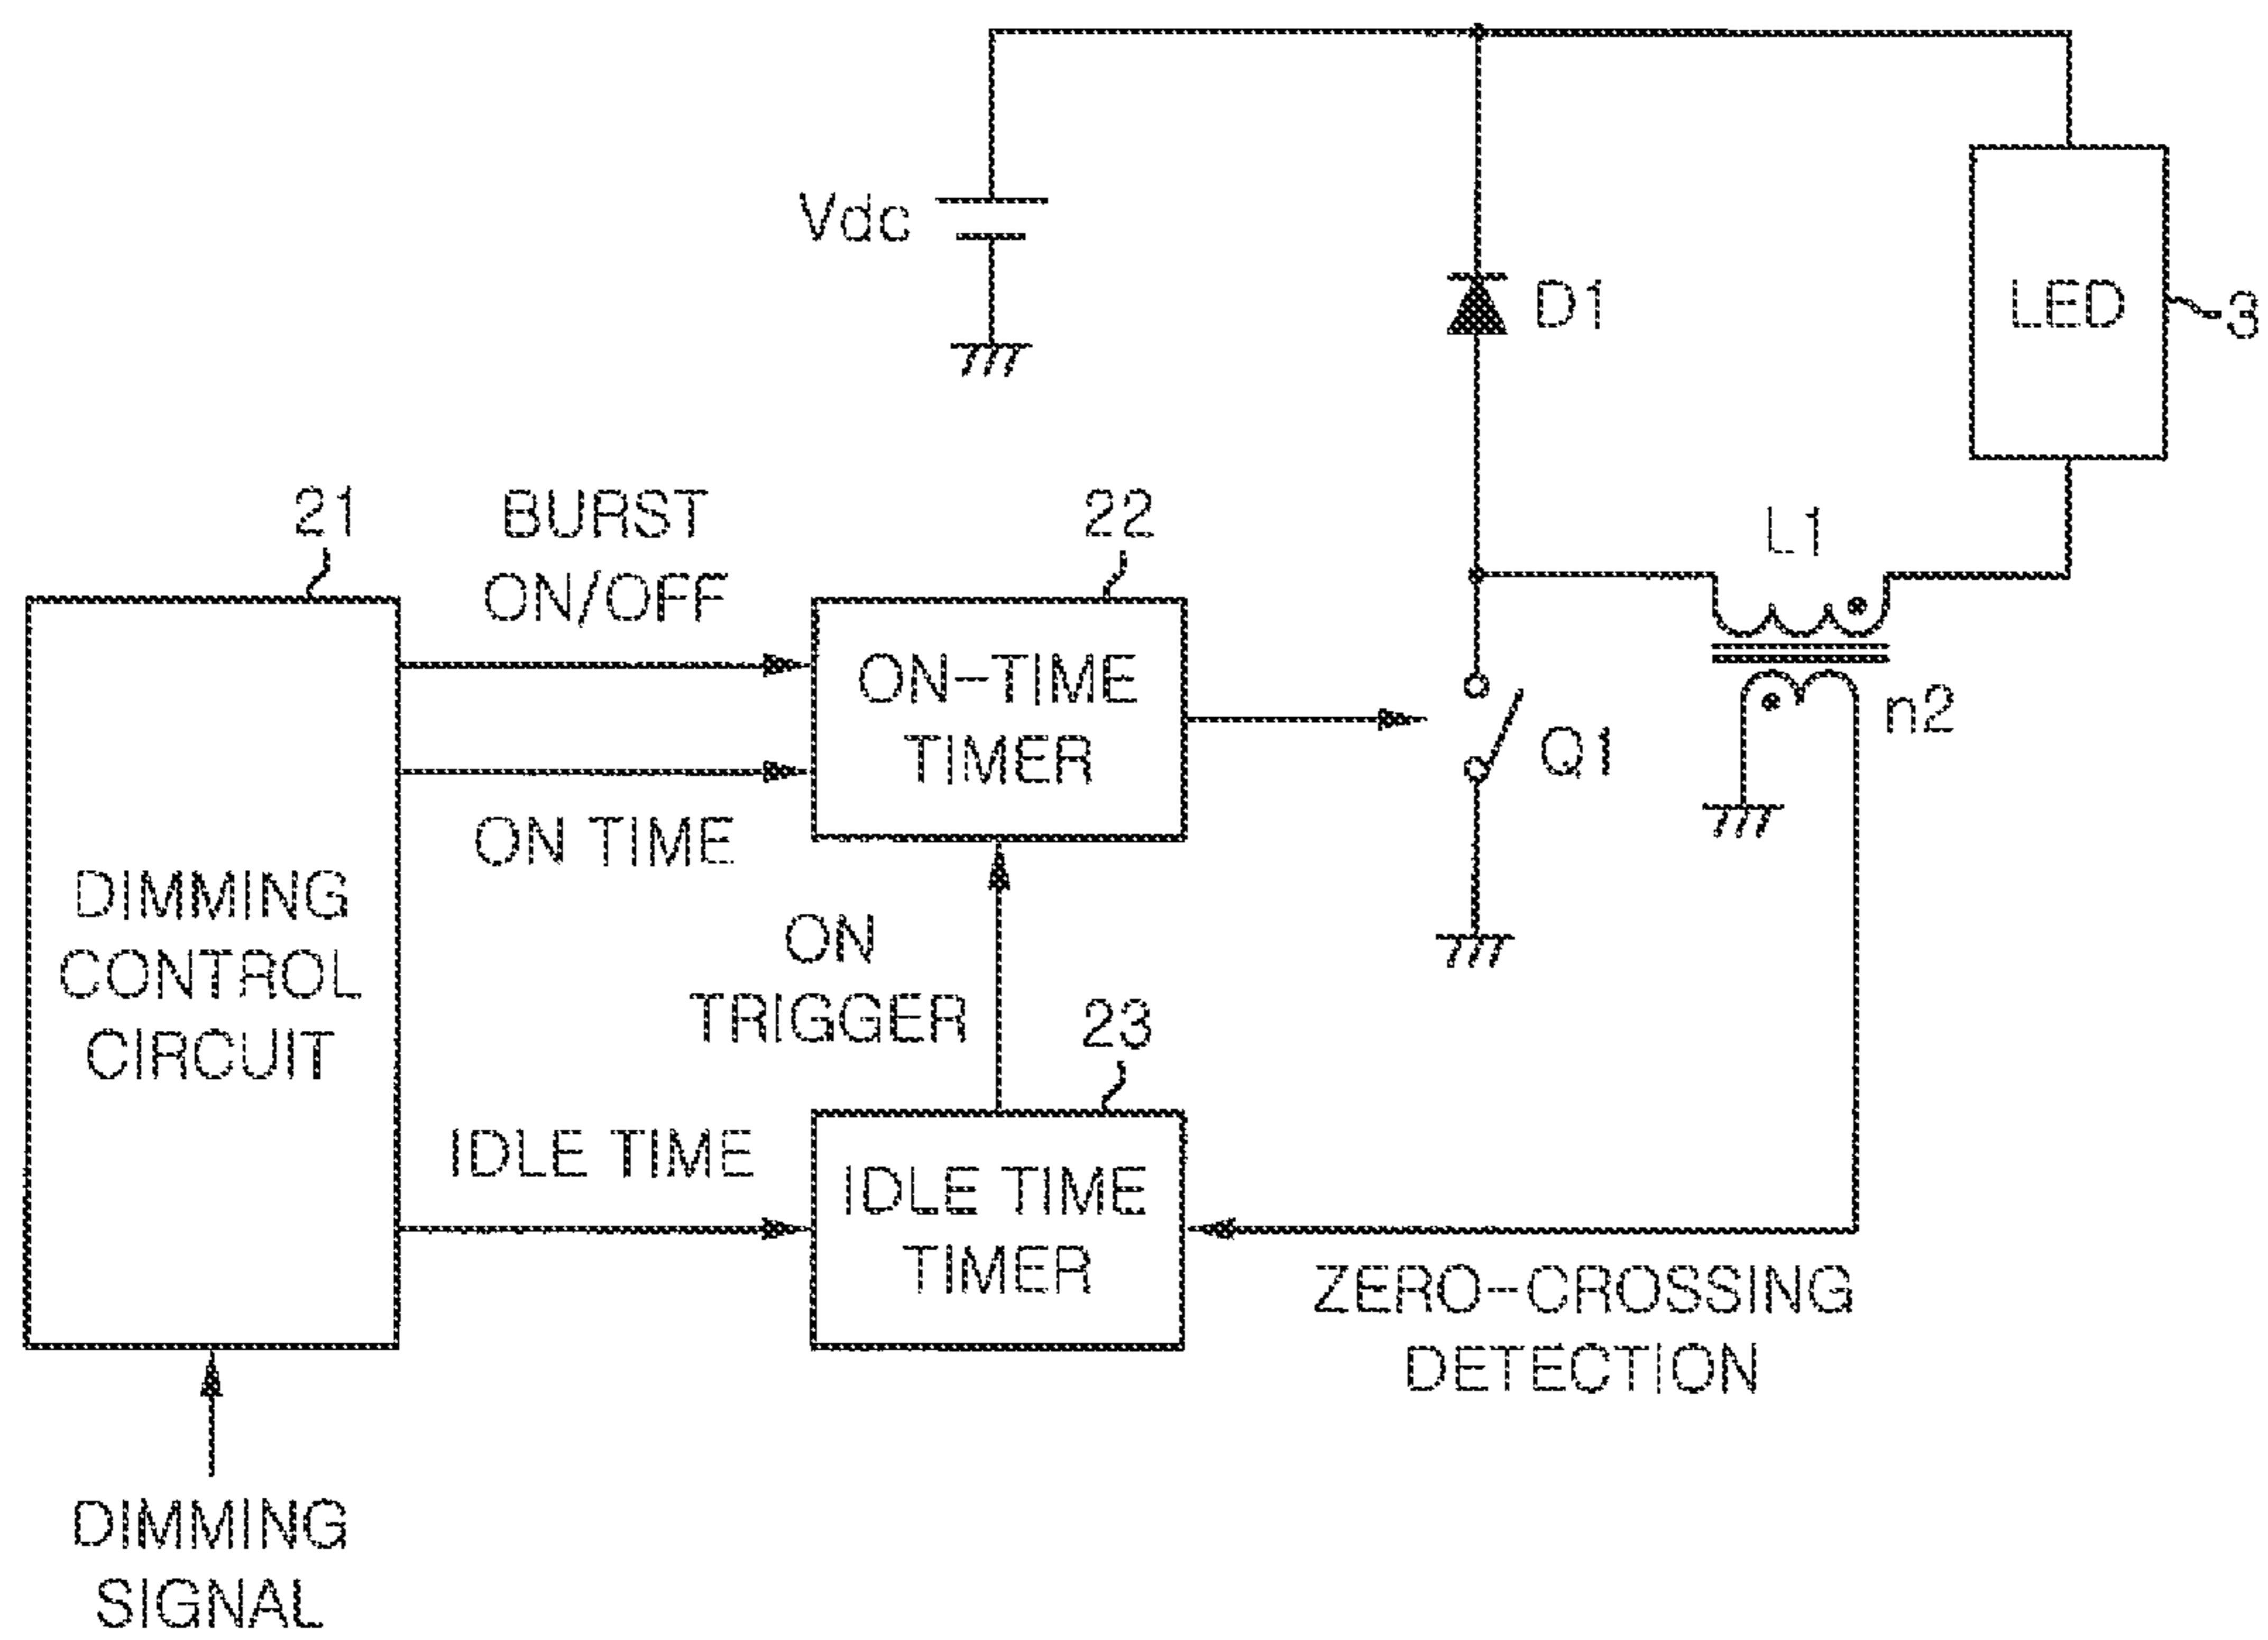 Vdc
D1
LED
3
L1
n2
Q1
21
BURST
ON/OFF
22
ON-TIME
TIMER
ON TIME
DIMMING
CONTROL
CIRCUIT
ON
TRIGGER
23
IDLE TIME
IDLE TIME
TIMER
ZERO-CROSSING
DETECTION
DIMMING
SIGNAL